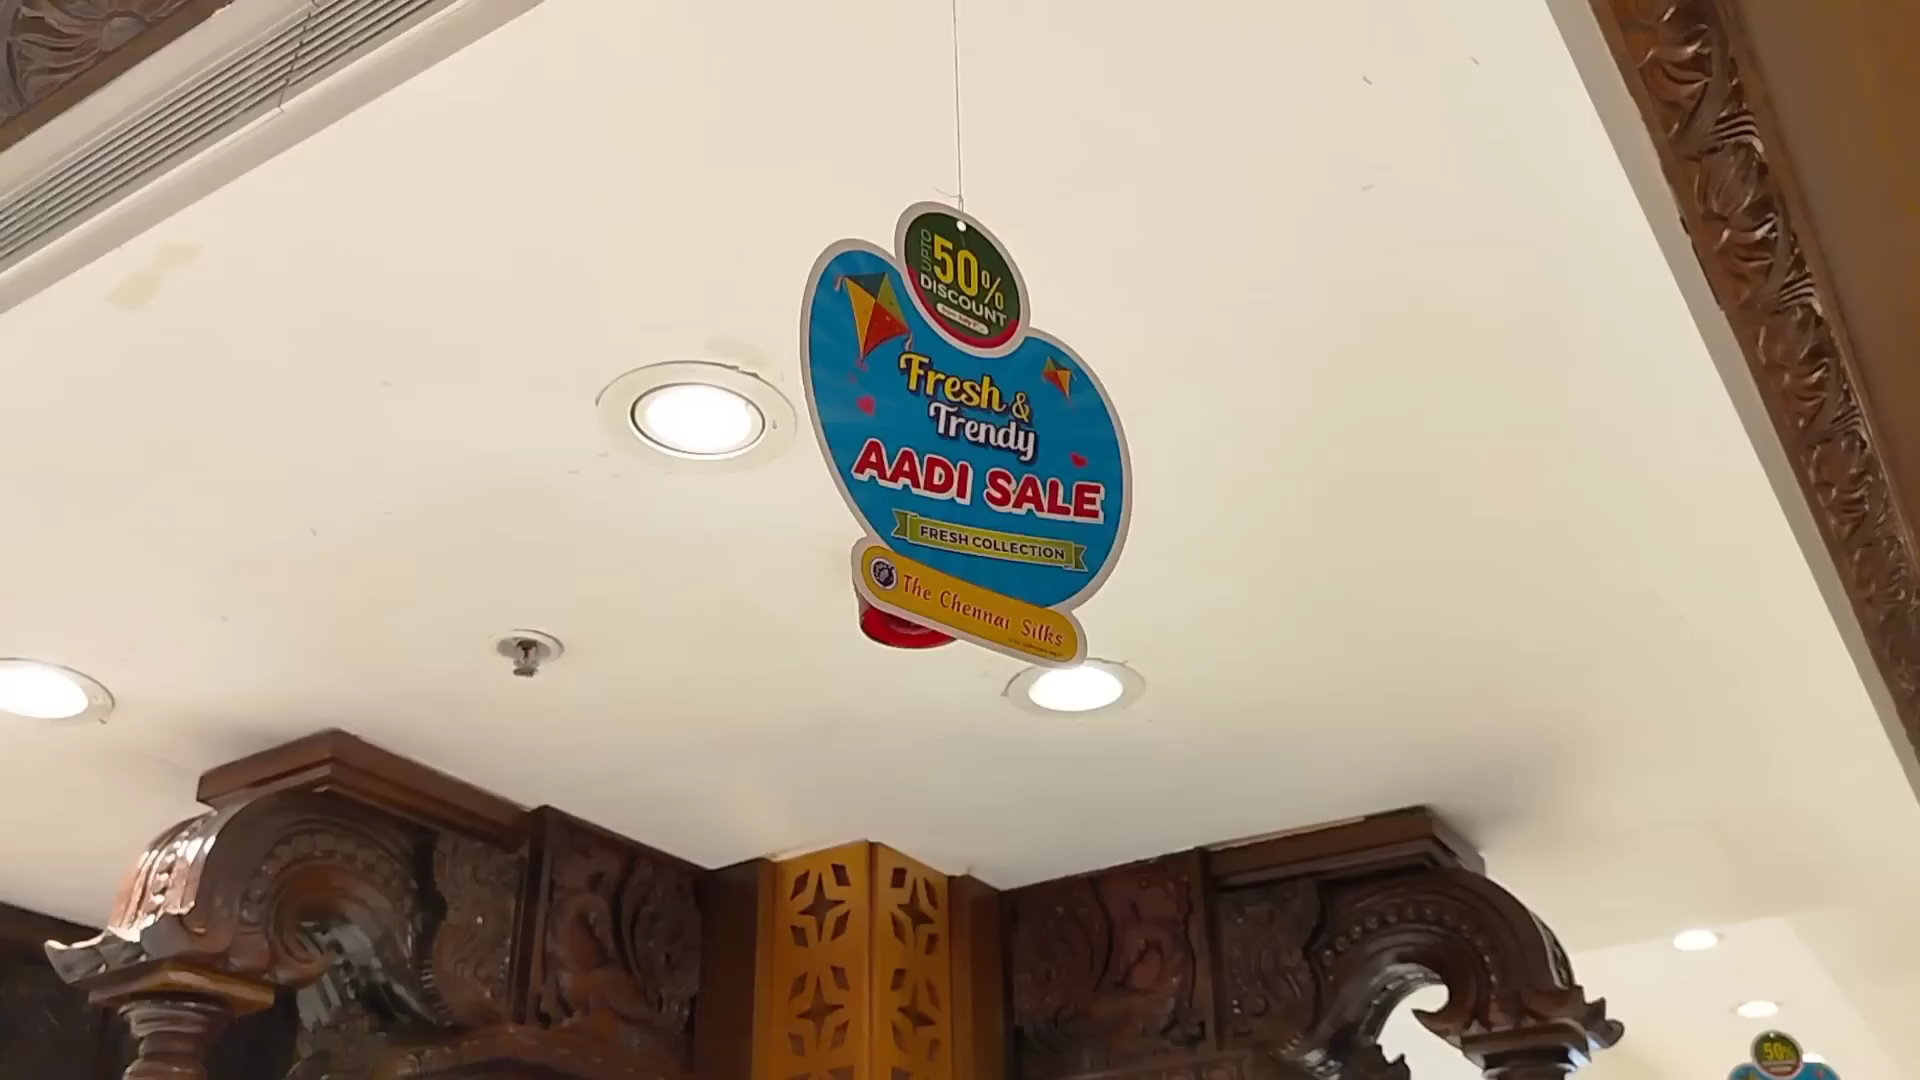 UPTO
50%
DISCOUNT
Fresh &
Trendy
AADI SALE
FRESH COLLECTION
The Chennai Silks
50%